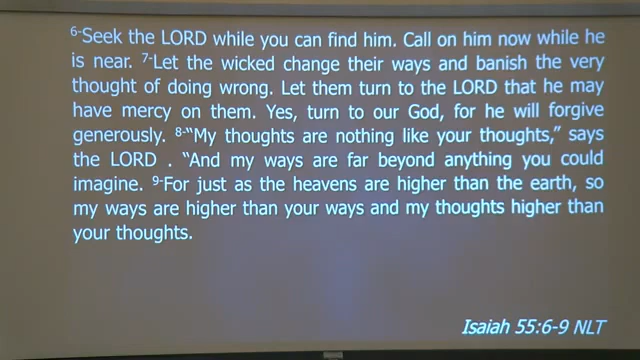 6-Seek the LORD while you can find him. Call on him now while he
is near. 7-Let the wicked change their ways and banish the very
thought of doing wrong. Let them turn to the LORD that he may
have mercy on them. Yes, turn to our God, for he will forgive
generously. 8-“My thoughts are nothing like your thoughts,” says
the LORD . “And my ways are far beyond anything you could
imagine. 9-For just as the heavens are higher than the earth, so
my ways are higher than your ways and my thoughts higher than
your thoughts.
Isaiah 55:6-9 NLT